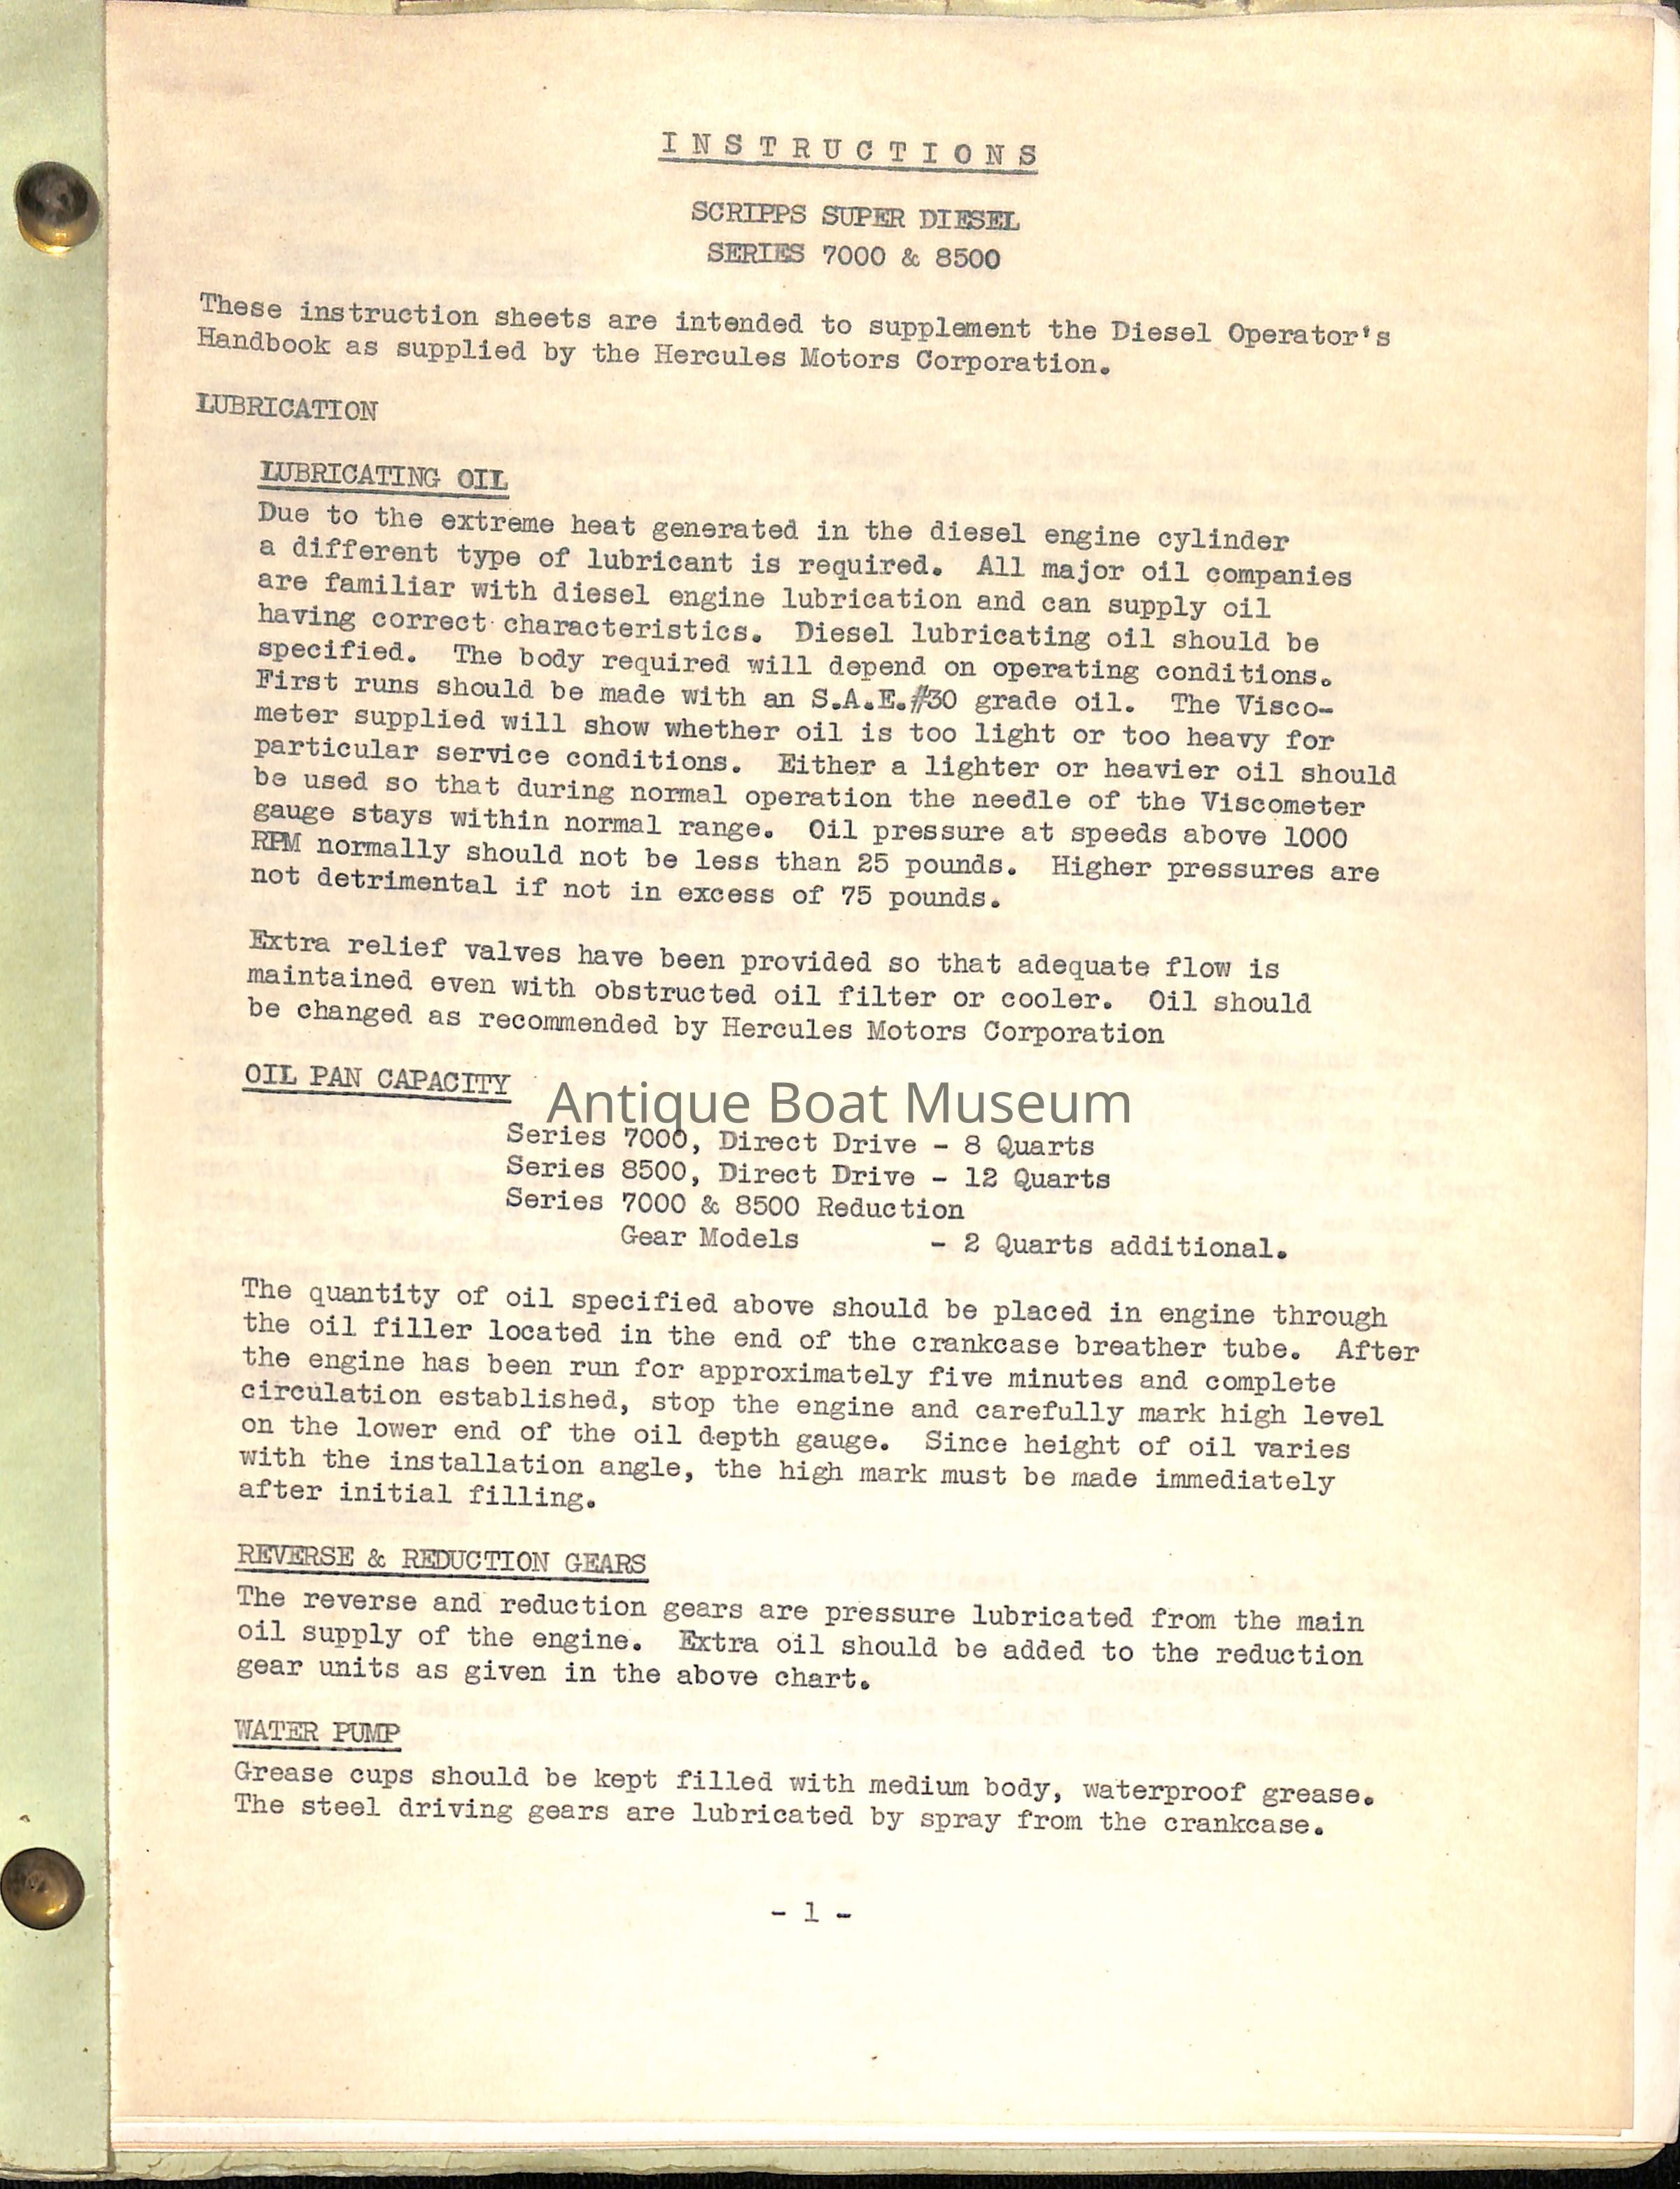 INSTRUCTIONS
SCRIPPS SUPER DIESEL
SERIES 7000 & 8500
These instruction sheets are intended to supplement the Diesel Operator's
Handbook as supplied by the Hercules Motors Corporation.
LUBRICATION
LUBRICATING OIL
Due to the extreme heat generated in the diesel engine cylinder
a different type of lubricant is required. All major oil companies
are familiar with diesel engine lubrication and can supply oil
having correct characteristics. Diesel lubricating oil should be
specified. The body required will depend on operating conditions.
First runs should be made with an S.A.E.#30 grade oil. The Visco-
meter supplied will show whether oil is too light or too heavy for
particular service conditions. Either a lighter or heavier oil should
be used so that during normal operation the needle of the Viscometer
gauge stays within normal range. Oil pressure at speeds above 1000
RPM normally should not be less than 25 pounds. Higher pressures are
not detrimental if not in excess of 75 pounds.
Extra relief valves have been provided so that adequate flow is
maintained even with obstructed oil filter or cooler. Oil should
be changed as recommended by Hercules Motors Corporation
OIL PAN CAPACITY
Antique Boat Museum
Series 7000, Direct Drive - 8 Quarts
Series 8500, Direct Drive - 12 Quarts
Series 7000 & 8500 Reduction
Gear Models - 2 Quarts additional.
The quantity of oil specified above should be placed in engine through
the oil filler located in the end of the crankcase breather tube. After
the engine has been run for approximately five minutes and complete
circulation established, stop the engine and carefully mark high level
on the lower end of the oil depth gauge. Since height of oil varies
with the installation angle, the high mark must be made immediately
after initial filling.
REVERSE & REDUCTION GEARS
The reverse and reduction gears are pressure lubricated from the main
oil supply of the engine. Extra oil should be added to the reduction
gear units as given in the above chart.
WATER PUMP
Grease cups should be kept filled with medium body, waterproof grease.
The steel driving gears are lubricated by spray from the crankcase.
- 1 -